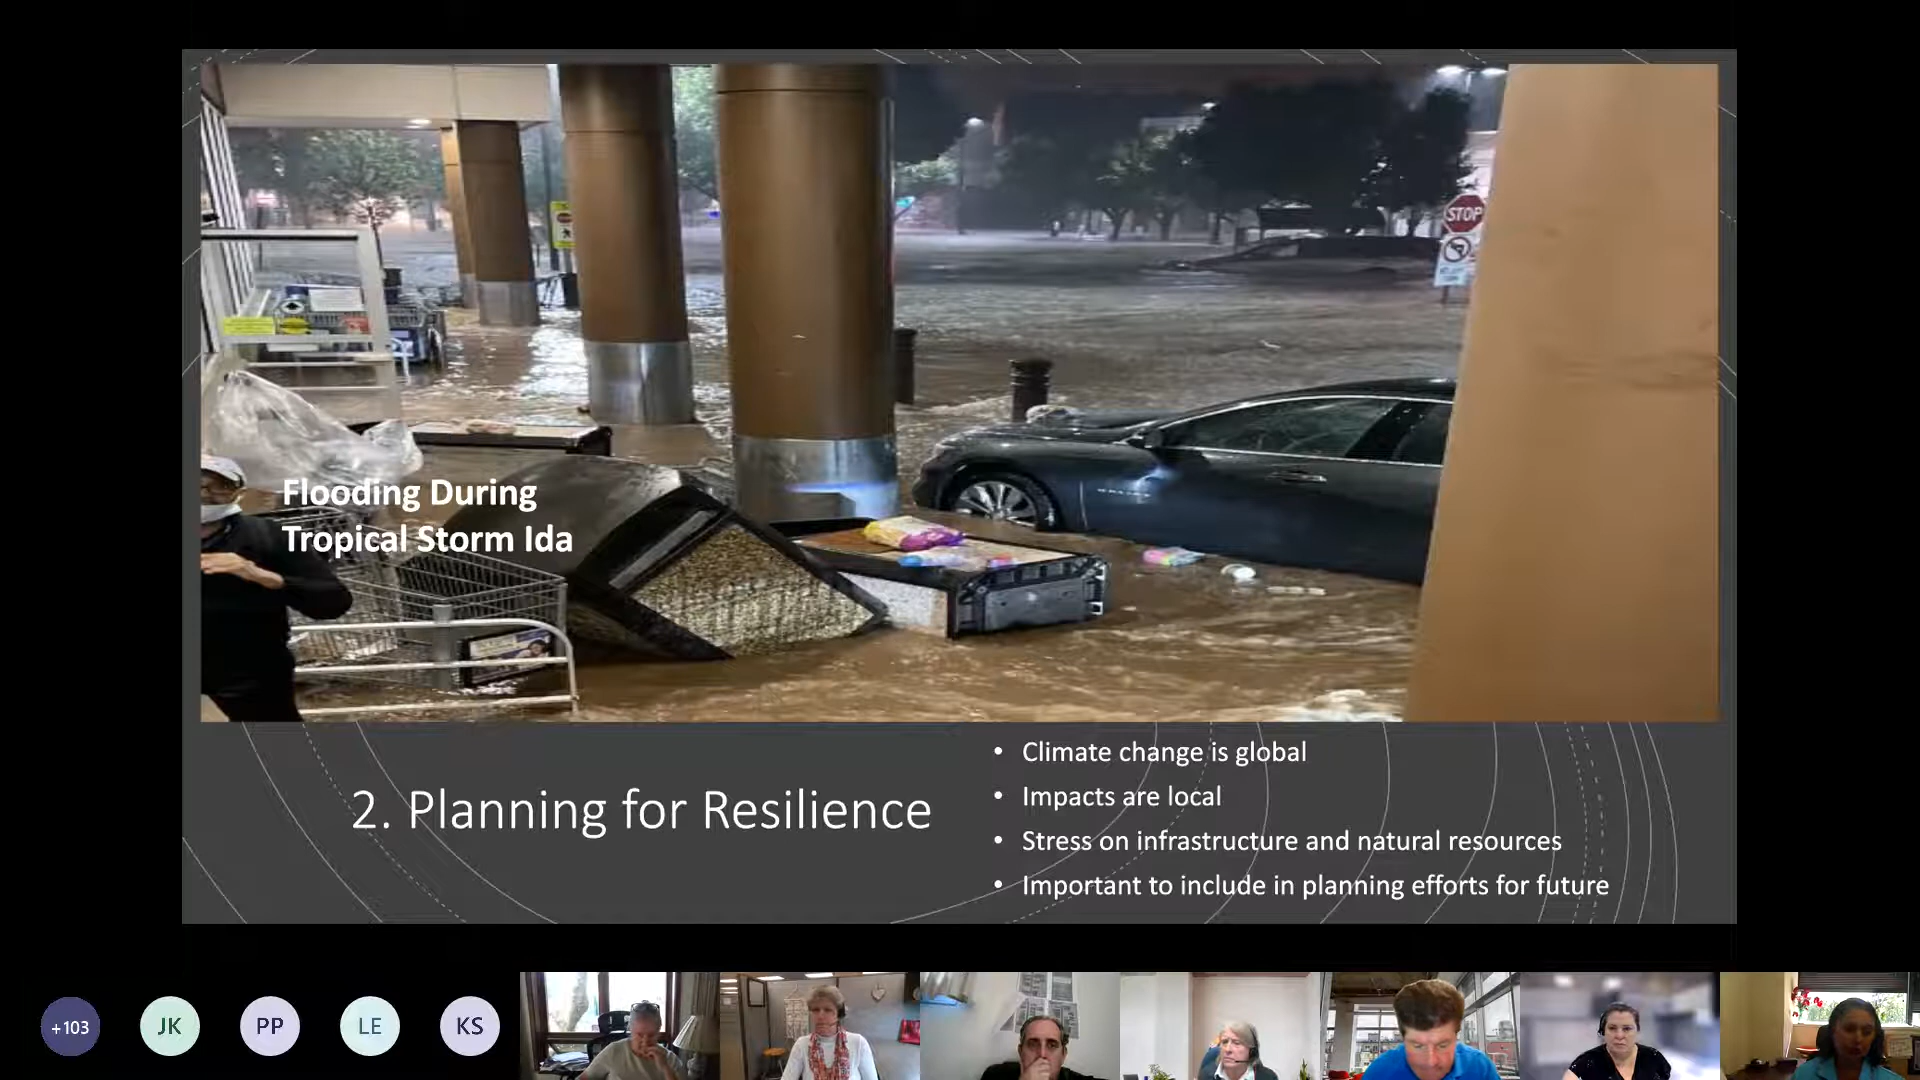 STOP
Flooding During
Tropical Storm Ida
2. Planning for Resilience
• Climate change is global
• Impacts are local
• Stress on infrastructure and natural resources
• Important to include in planning efforts for future
+103
JK
PP
LE
KS